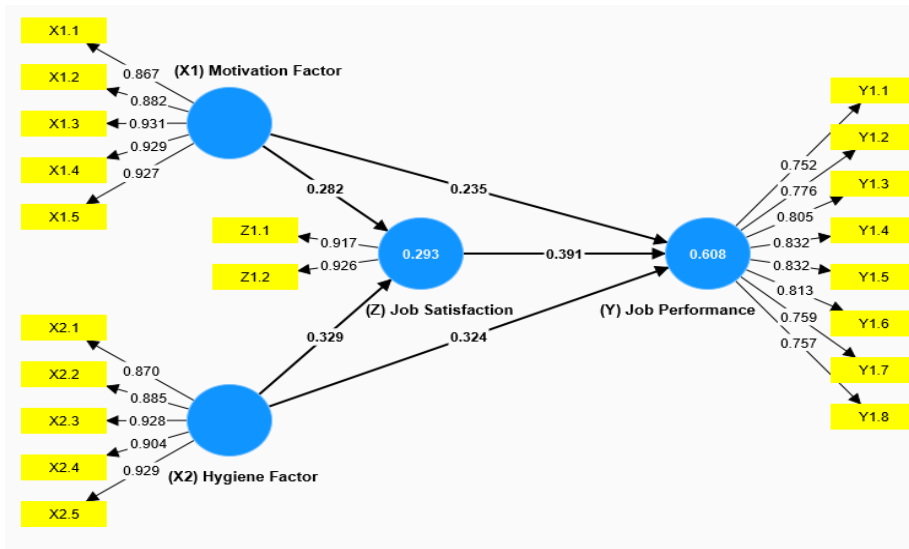 X1.1
X1.2
X1.3
X1.4
X1.5
0.867
0.882
0.931
0.929
0.927
(X1) Motivation Factor
0.282
0.235
Z1.1
Z1.2
0.917
0.926
0.293
(Z) Job Satisfaction
0.391
0.329
0.324
X2.1
X2.2
X2.3
X2.4
X2.5
0.870
0.885
0.928
0.904
0.929
(X2) Hygiene Factor
0.608
(Y) Job Performance
0.752
0.776
0.805
0.832
0.832
0.813
0.759
0.757
Y1.1
Y1.2
Y1.3
Y1.4
Y1.5
Y1.6
Y1.7
Y1.8